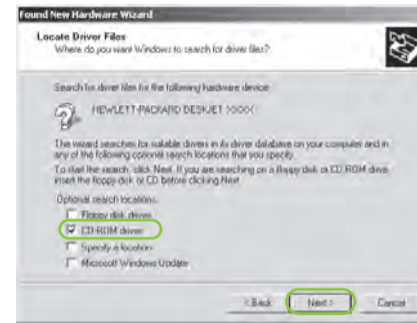 Found New Hardware Wizard
Locate Driver Files
Where do you want Windows to search for driver files?
Search for driver files for the following hardware device:
HEWLETT-PACKARD DESKJET XXXX
The wizard searches for suitable drivers in its driver database on your computer and in
any of the following optional search locations that you specify.
To start the search, click Next. If you are searching on a floppy disk or CD-ROM drive,
insert the floppy disk or CD before clicking Next.
Optional search locations:
Floppy disk drives
CD-ROM drives
Specify a location
Microsoft Windows Update
< Back
Next >
Cancel